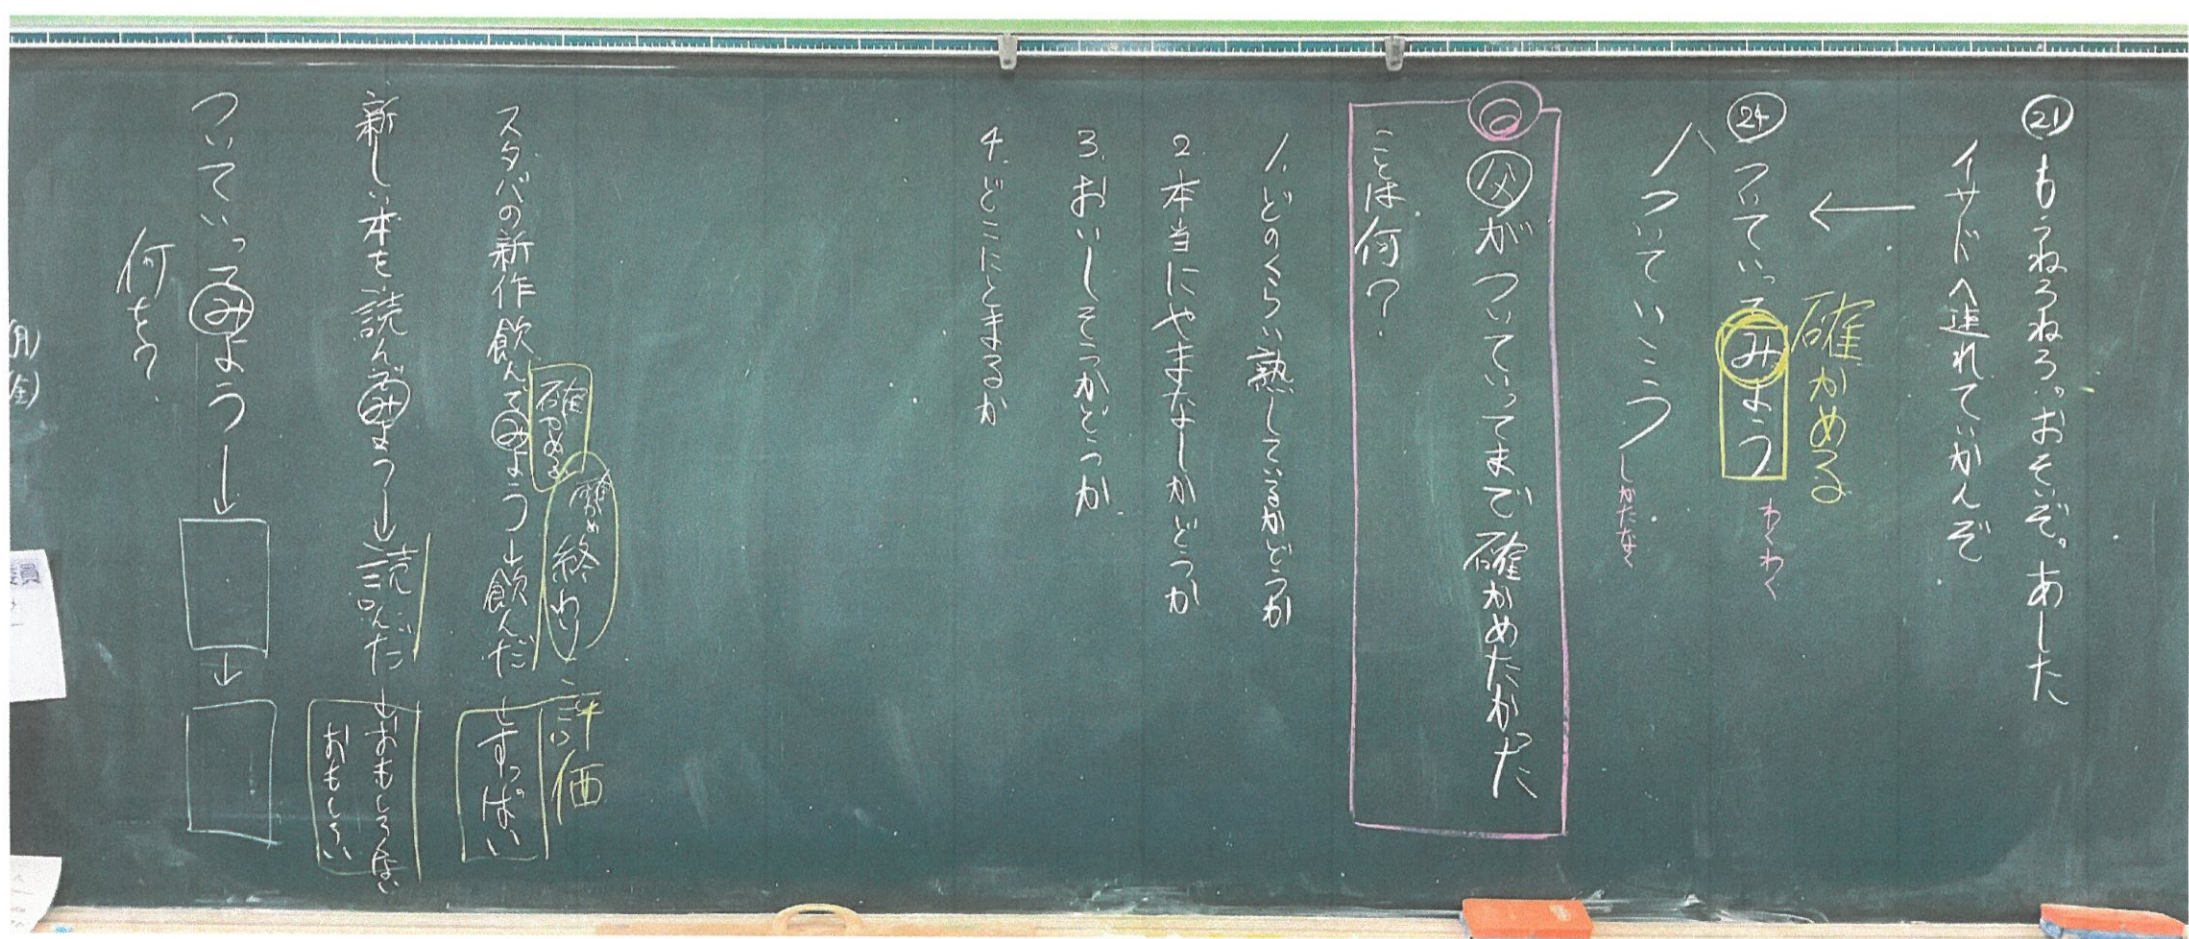 ㉑ もうねろねろ。おそいぞ。あした
イサドへ連れていかんぞ
←
確かめる
㉔ ついていってみよう
わくわく
ついていこう
しかたなく
◎ 父がついていってまで確かめたかった
ことは何?
1. どのくらい熟しているかどうか
2. 本当にやまなしかどうか
3. おいしそうかどうか
4. どこにとまるか
確かめる
確かめ終わり
評価
スタバの新作飲んでみよう→飲んだ→すっぱい
新しい本を読んでみよう→読んだ→おもしろくない
おもしろい
ついていってみよう→□→□
何を?
(月)
(金)
員